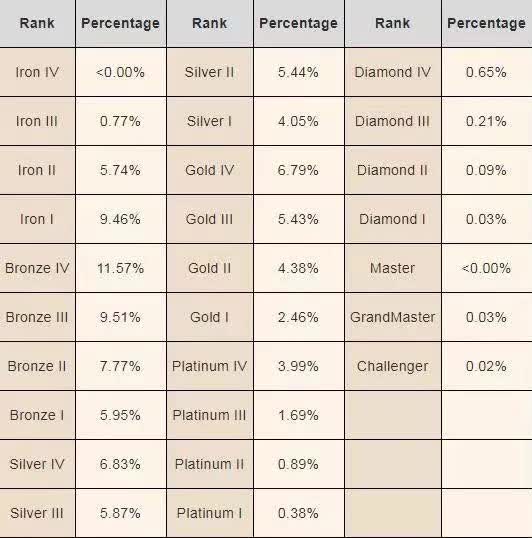 Rank Percentage Rank Percentage Rank Percentage
Iron IV <0.00% Silver II 5.44% Diamond IV 0.65%
Iron III 0.77% Silver I 4.05% Diamond III 0.21%
Iron II 5.74% Gold IV 6.79% Diamond II 0.09%
Iron I 9.46% Gold III 5.43% Diamond I 0.03%
Bronze IV 11.57% Gold II 4.38% Master <0.00%
Bronze III 9.51% Gold I 2.46% GrandMaster 0.03%
Bronze II 7.77% Platinum IV 3.99% Challenger 0.02%
Bronze I 5.95% Platinum III 1.69%
Silver IV 6.83% Platinum II 0.89%
Silver III 5.87% Platinum I 0.38%